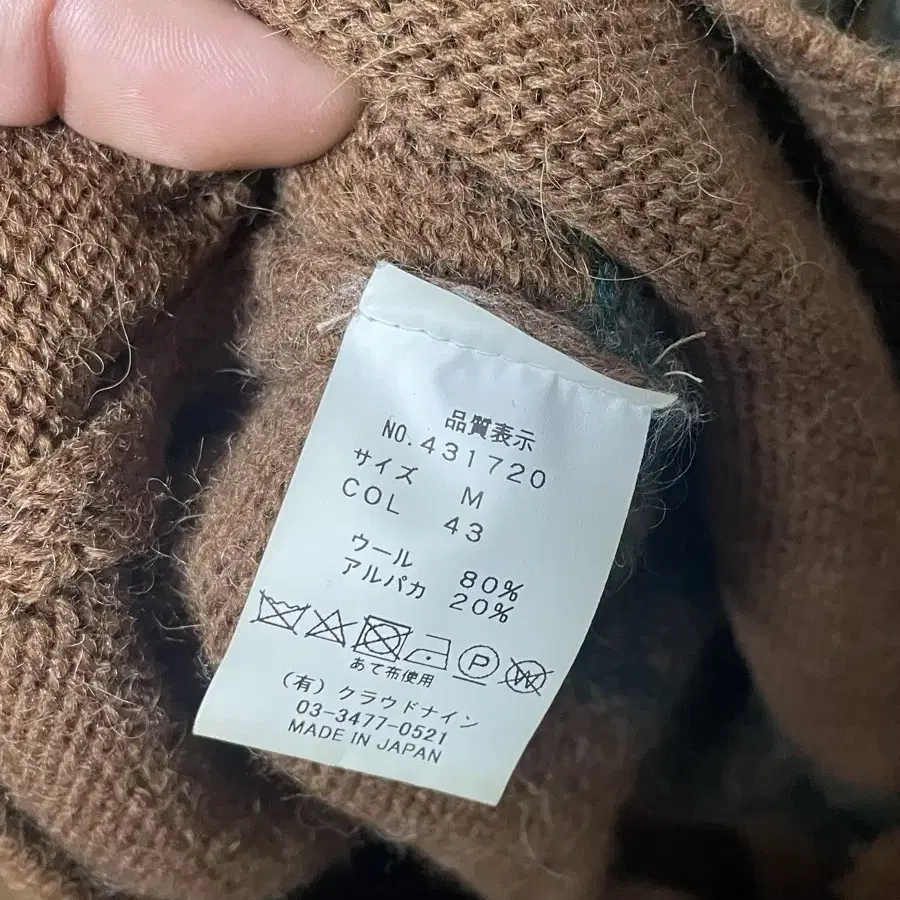 品質表示
NO.431720
サイズ M
COL 43
ウール 80%
アルパカ 20%
P W
あて布使用
(有)クラウドナイン
03-3477-0521
MADE IN JAPAN